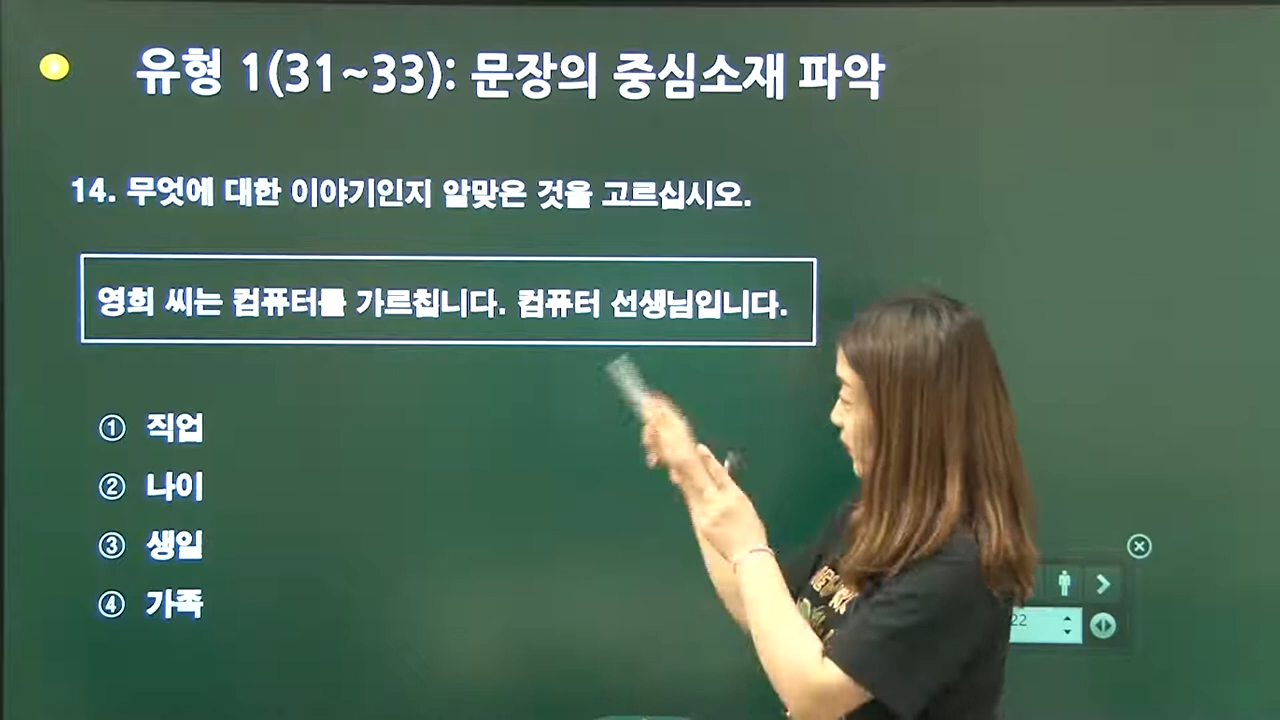 유형 1(31~33): 문장의 중심소재 파악
14. 무엇에 대한 이야기인지 알맞은 것을 고르십시오.
영희 씨는 컴퓨터를 가르칩니다. 컴퓨터 선생님입니다.
① 직업
② 나이
③ 생일
④ 가족
22